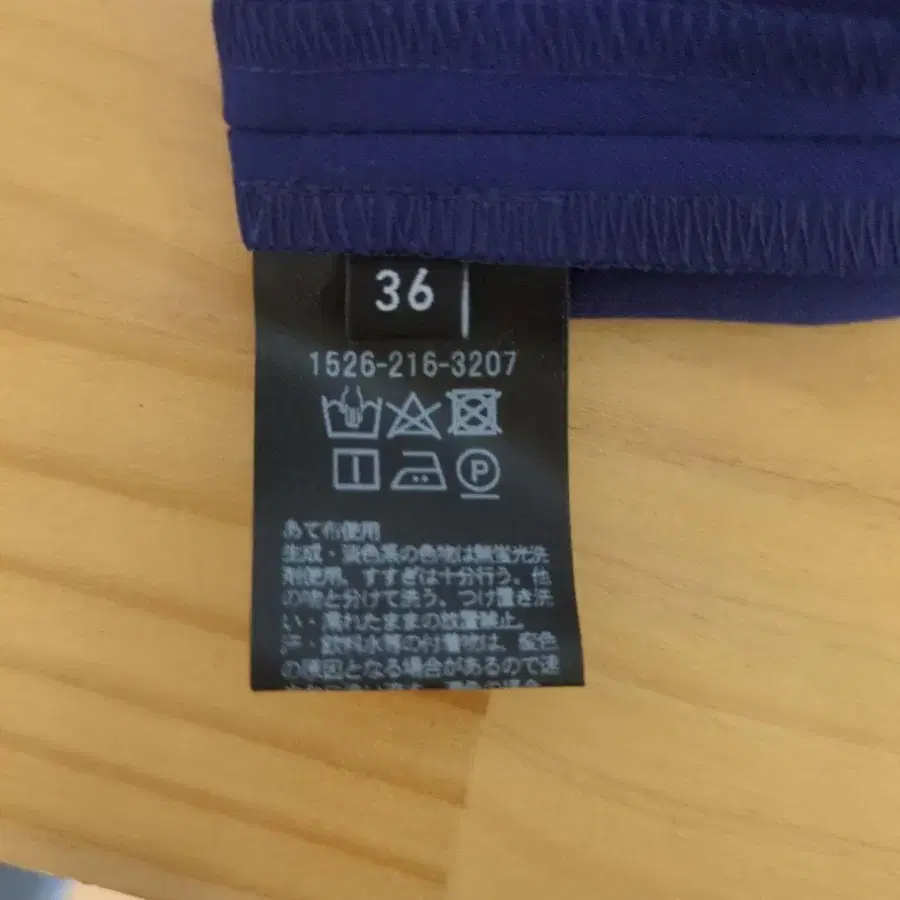 36
1526-216-3207
P
あて布使用
生成・淡色系の色物は無蛍光洗
剤使用。すすぎは十分行う。他
の物と分けて洗う。つけ置き洗
い・濡れたままの放置禁止。
汗・飲料水等の付着物は、変色
の原因となる場合があるので速